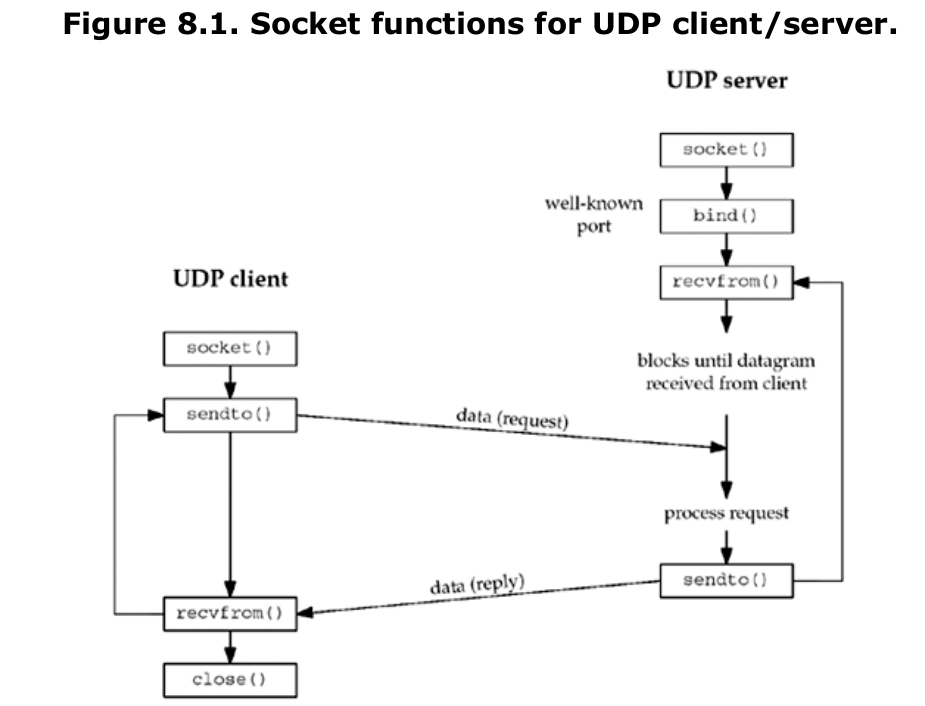 Figure 8.1. Socket functions for UDP client/server.
UDP server
socket()
well-known
port
bind()
recvfrom()
UDP client
socket()
blocks until datagram
received from client
sendto()
data (request)
process request
sendto()
data (reply)
recvfrom()
close()